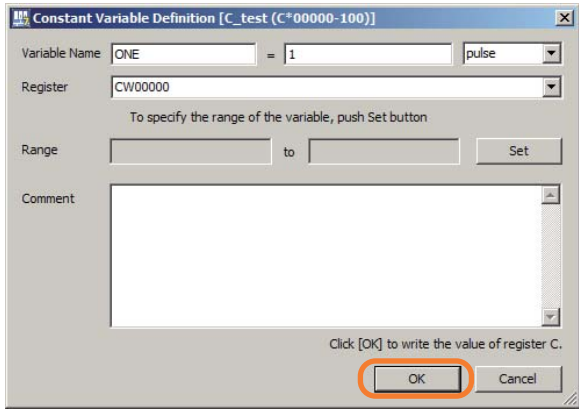 Constant Variable Definition [C_test (C*00000-100)]
Variable Name ONE = 1 pulse
Register CW00000
To specify the range of the variable, push Set button
Range to Set
Comment
Click [OK] to write the value of register C.
OK Cancel